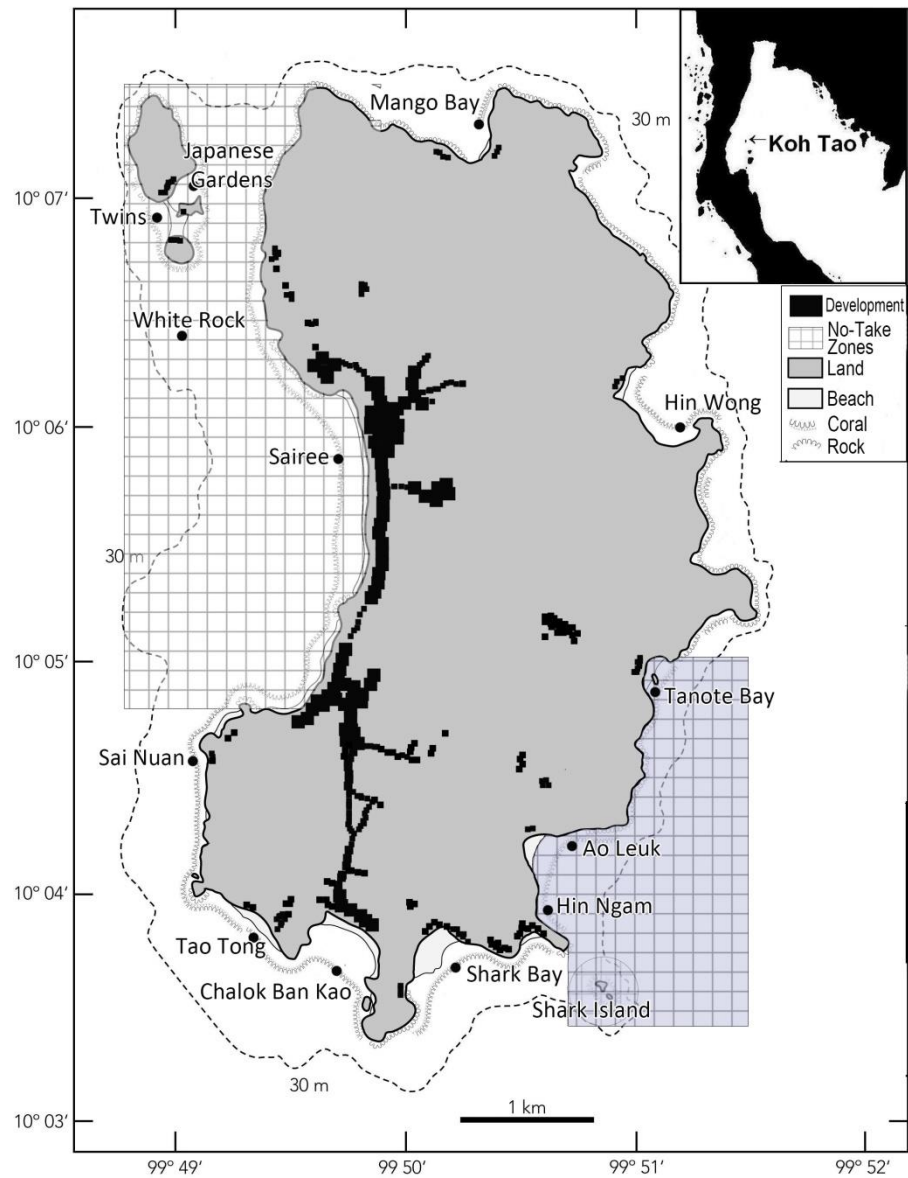 Mango Bay
30 m
←Koh Tao
Japanese
Gardens
10° 07′
Twins
Development
No-Take
Zones
Land
Beach
Coral
Rock
White Rock
10° 06′
Hin Wong
Sairee
30 m
10° 05′
Tanote Bay
Sai Nuan
Ao Leuk
10° 04′
Hin Ngam
Tao Tong
Shark Bay
Chalok Ban Kao
Shark Island
30 m
1 km
10° 03′
99° 49′
99 50′
99° 51′
99° 52′